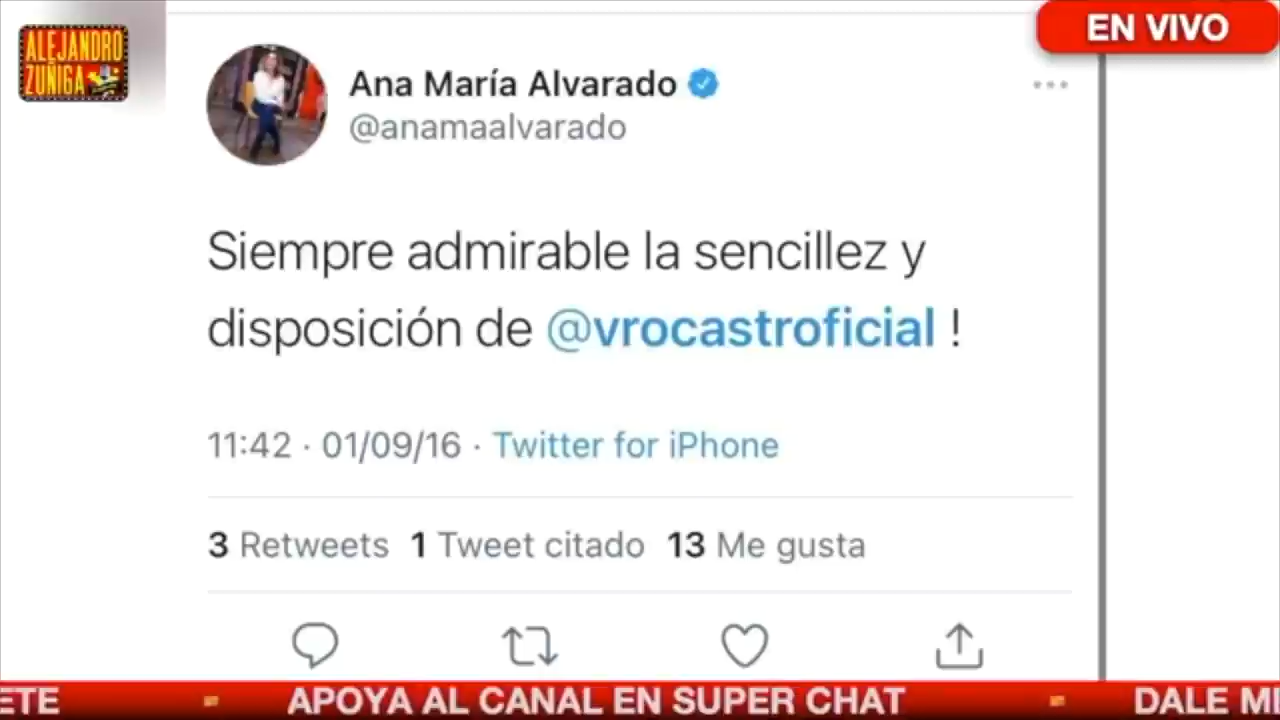 ALEJANDRO
ZUÑIGA
EN VIVO
Ana María Alvarado
@anamaalvarado
Siempre admirable la sencillez y
disposición de @vrocastroficial !
11:42 · 01/09/16 · Twitter for iPhone
3 Retweets 1 Tweet citado 13 Me gusta
ETE - APOYA AL CANAL EN SUPER CHAT - DALE